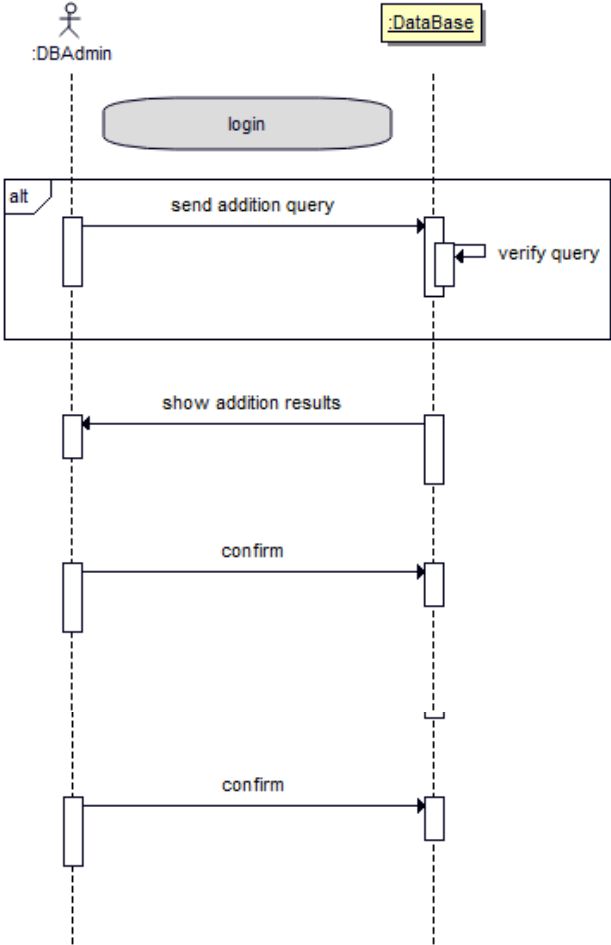 :DBAdmin
:DataBase
login
alt
send addition query
verify query
show addition results
confirm
confirm